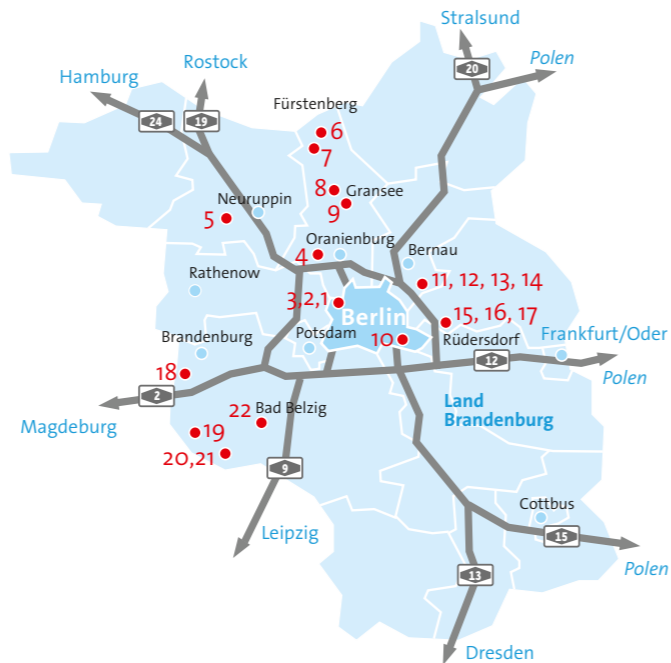 Stralsund
20
Polen
Rostock
Hamburg
24
19
Fürstenberg
6
7
8
Gransee
9
Neuruppin
5
Oranienburg
4
Bernau
11, 12, 13, 14
Rathenow
3,2,1
Berlin
15, 16, 17
Brandenburg
Potsdam
10
Rüdersdorf
Frankfurt/Oder
12
Polen
18
2
Magdeburg
Land
Brandenburg
22
Bad Belzig
19
20,21
9
Leipzig
Cottbus
15
Polen
13
Dresden